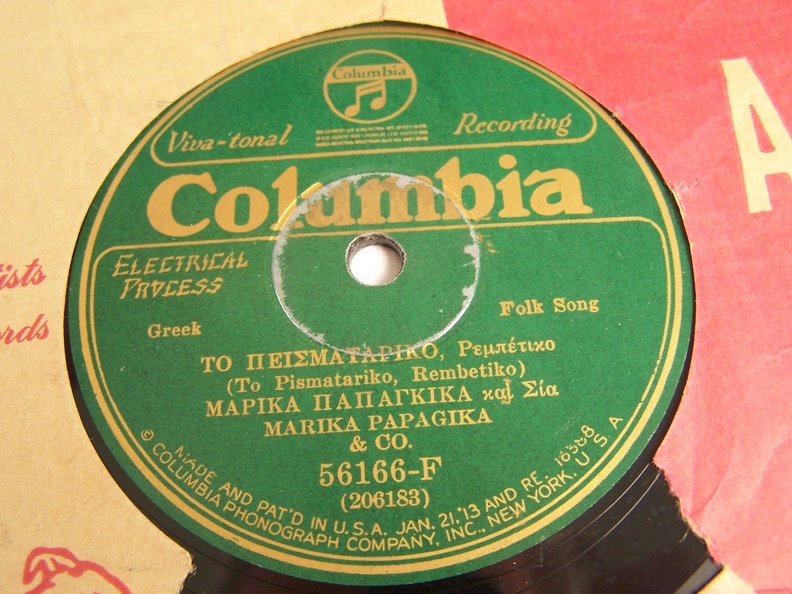 Columbia
Viva-tonal Recording
Columbia
ELECTRICAL
PROCESS
Greek
Folk Song
ΤΟ ΠΕΙΣΜΑΤΑΡΙΚΟ, Ρεμπέτικο
(To Pismatariko, Rembetiko)
ΜΑΡΙΚΑ ΠΑΠΑΓΚΙΚΑ καὶ Σία
MARIKA PAPAGIKA
& CO.
56166-F
(206183)
MADE AND PAT'D IN U.S.A. JAN. 21,'13 AND RE. 16588
© COLUMBIA PHONOGRAPH COMPANY, INC., NEW YORK, U S A
A